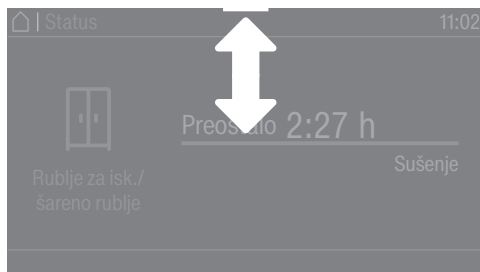 | Status
11:02
Preostalo 2:27 h
Sušenje
Rublje za isk./
šareno rublje